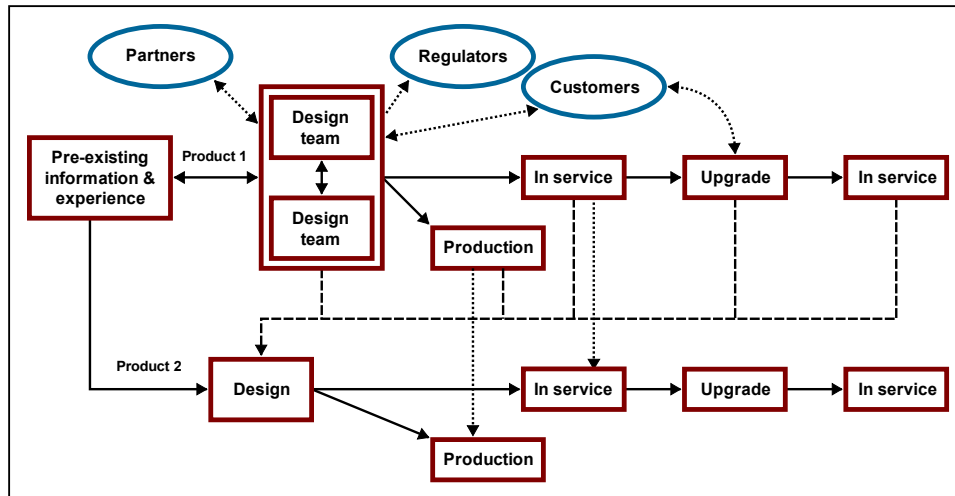 Partners
Regulators
Customers
Design
team
Pre-existing
information &
experience
Product 1
In service
Upgrade
In service
Design
team
Production
Product 2
Design
In service
Upgrade
In service
Production